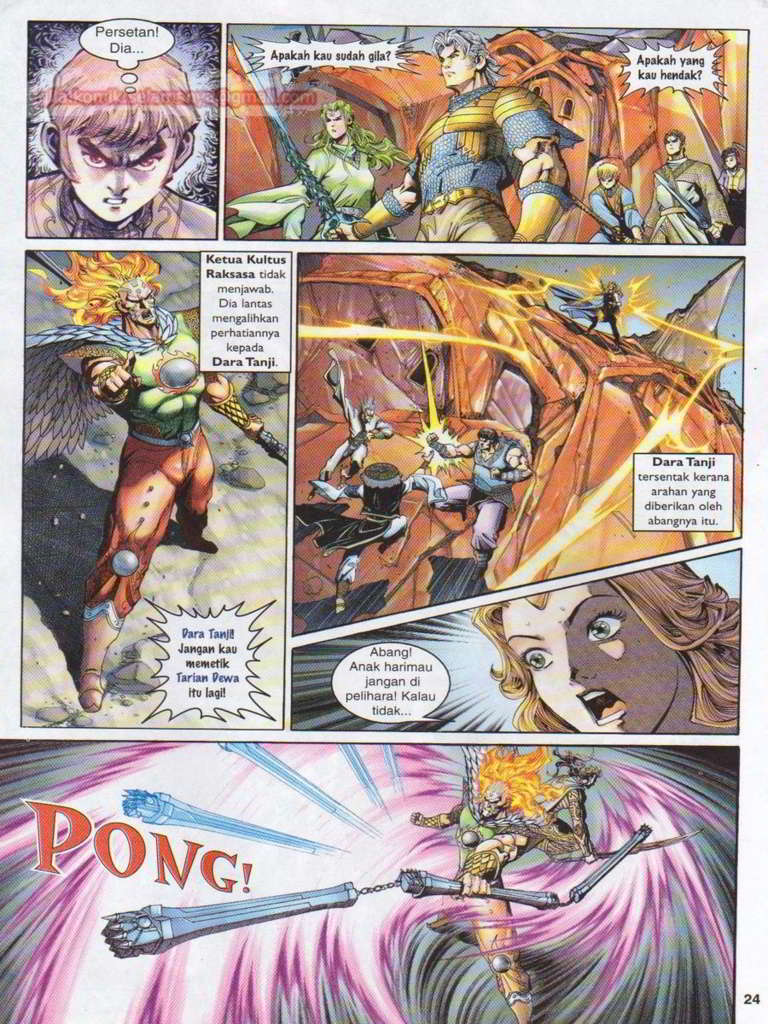 Persetan!
Dia...
Apakah kau sudah gila?
Apakah yang
kau hendak?
Ketua Kultus
Raksasa tidak
menjawab.
Dia lantas
mengalihkan
perhatiannya
kepada
Dara Tanji.
Dara Tanji
tersentak kerana
arahan yang
diberikan oleh
abangnya itu.
Dara Tanji!
Jangan kau
memetik
Tarian Dewa
itu lagi!
Abang!
Anak harimau
jangan di
pelihara! Kalau
tidak...
PONG!
24